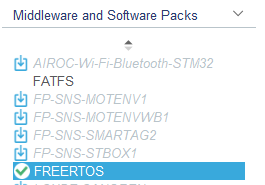 Middleware and Software Packs
AIROC-Wi-Fi-Bluetooth-STM32
FATFS
FP-SNS-MOTENV1
FP-SNS-MOTENVWB1
FP-SNS-SMARTAG2
FP-SNS-STBOX1
FREERTOS